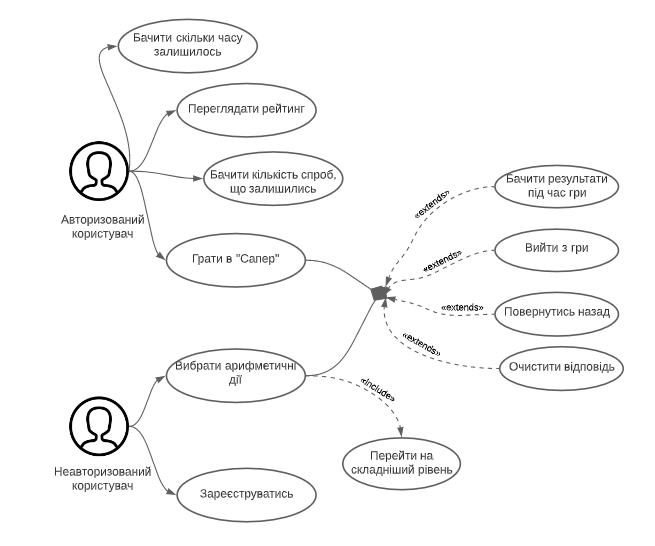 Бачити скільки часу
залишилось
Переглядати рейтинг
Бачити кількість спроб,
що залишились
Авторизований
користувач
Грати в "Сапер"
Бачити результати
під час гри
«extends»
Вийти з гри
«extends»
Повернутись назад
«extends»
Очистити відповідь
«extends»
Вибрати арифметичні
дії
«include»
Перейти на
складніший рівень
Неавторизований
користувач
Зареєструватись